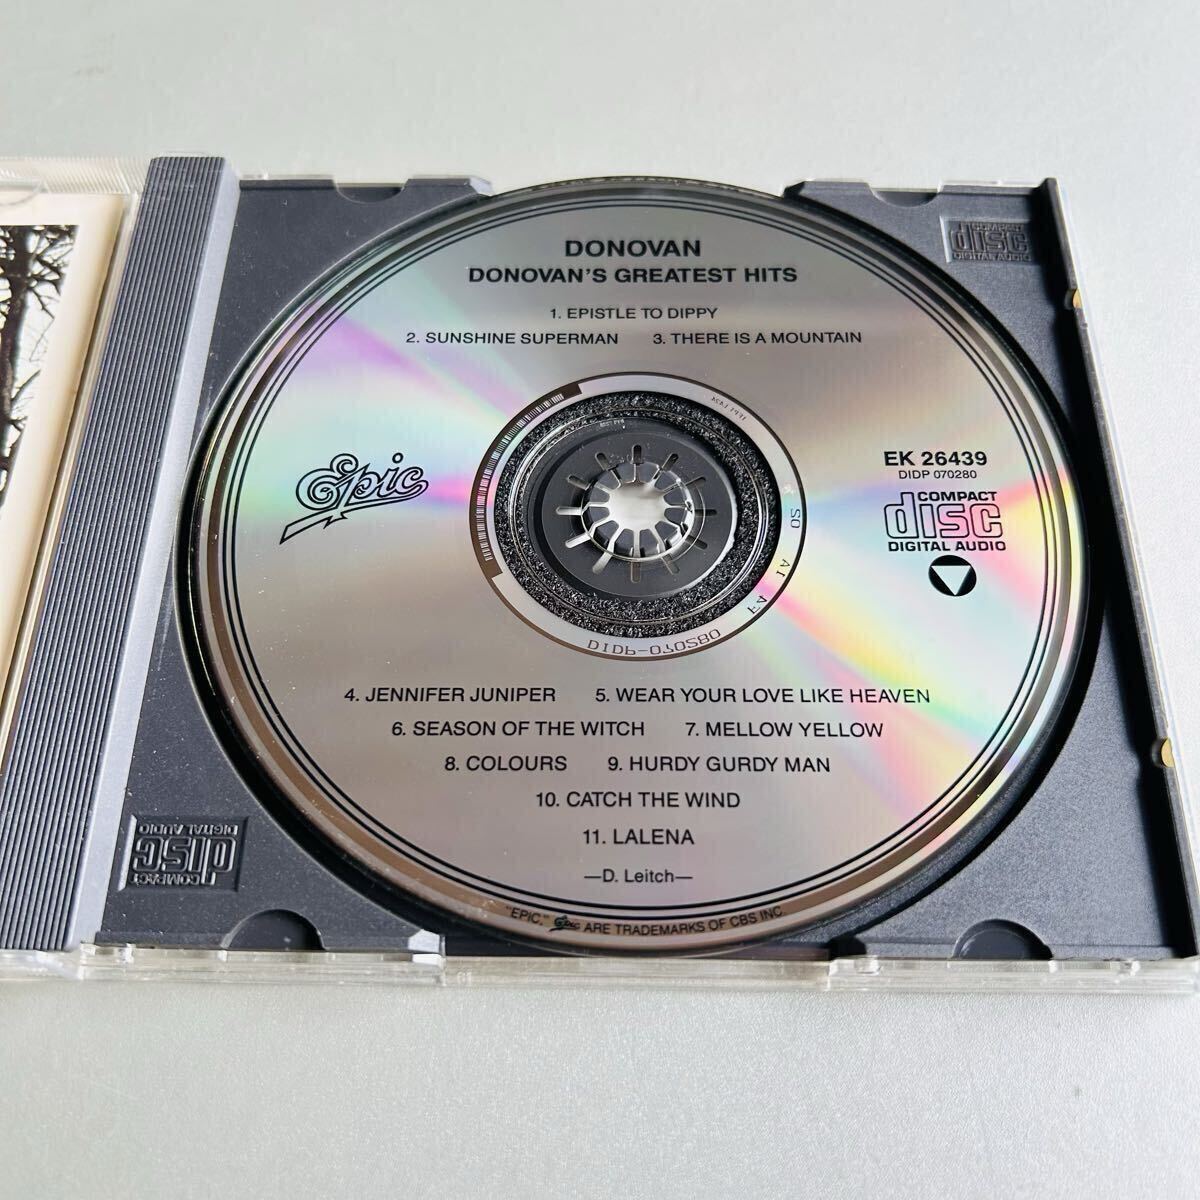 DONOVAN
DONOVAN'S GREATEST HITS
1. EPISTLE TO DIPPY
2. SUNSHINE SUPERMAN 3. THERE IS A MOUNTAIN
Epic
EK 26439
DIDP 070280
COMPACT
disc
DIGITAL AUDIO
4. JENNIFER JUNIPER 5. WEAR YOUR LOVE LIKE HEAVEN
6. SEASON OF THE WITCH 7. MELLOW YELLOW
8. COLOURS 9. HURDY GURDY MAN
10. CATCH THE WIND
11. LALENA
—D. Leitch—
"EPIC," Epic ARE TRADEMARKS OF CBS INC.
DIDP-070280
COMPACT
disc
DIGITAL AUDIO
COMPACT
disc
DIGITAL AUDIO